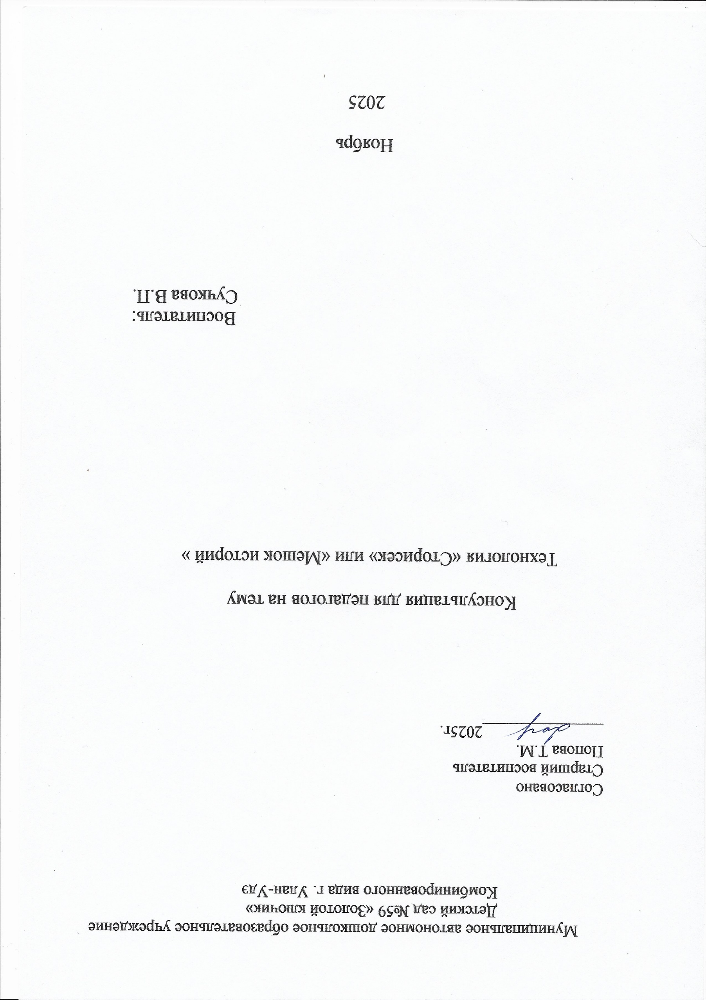 Муниципальное автономное дошкольное образовательное учреждение
Детский сад №59 «Золотой ключик»
Комбинированного вида г. Улан-Удэ
Согласовано
Старший воспитатель
Попова Т.М.
2025г.
Консультация для педагогов на тему
Технология «Сторисек» или «Мешок историй »
Воспитатель:
Сучкова В.П.
Ноябрь
2025